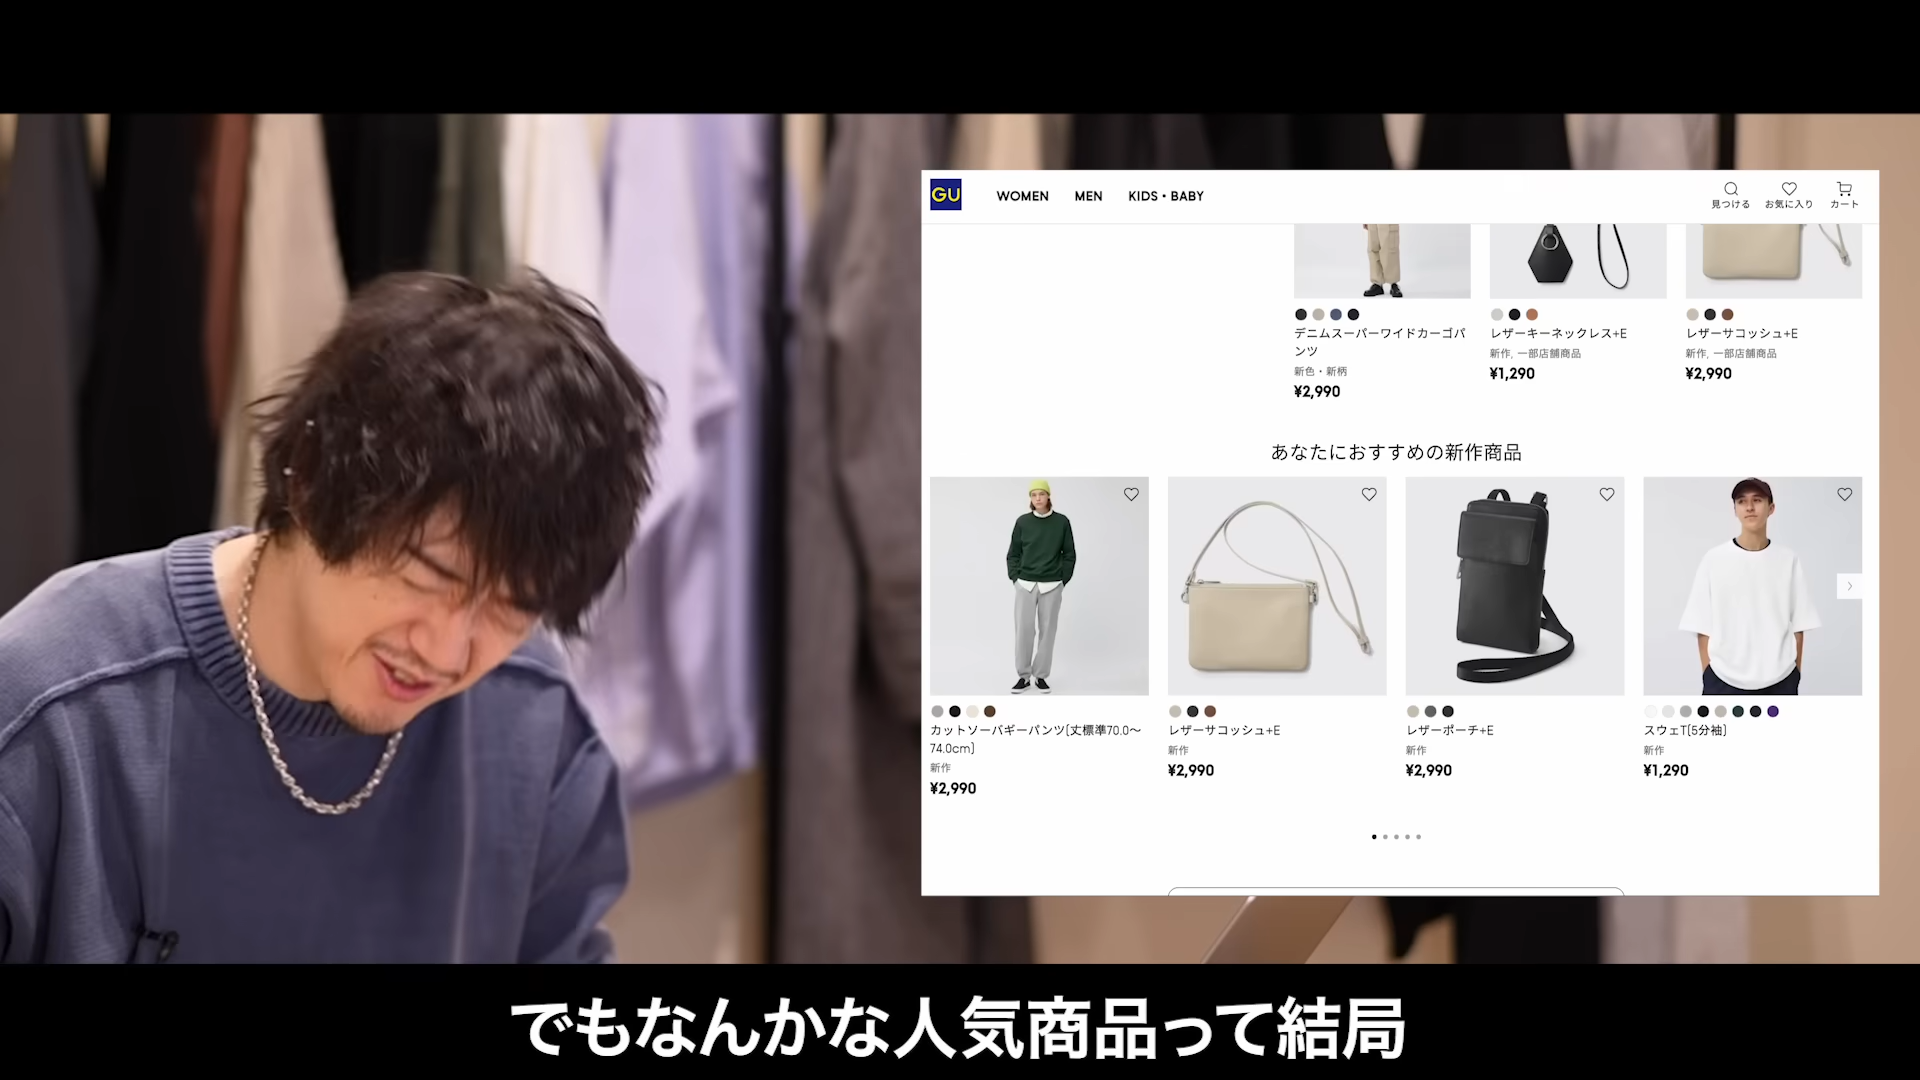 GU
WOMEN MEN KIDS・BABY
見つける お気に入り カート
デニムスーパーワイドカーゴパ
ンツ
新色・新柄
¥2,990
レザーキーネックレス+E
新作, 一部店舗商品
¥1,290
レザーサコッシュ+E
新作, 一部店舗商品
¥2,990
あなたにおすすめの新作商品
カットソーバギーパンツ(丈標準70.0〜
74.0cm)
新作
¥2,990
レザーサコッシュ+E
新作
¥2,990
レザーポーチ+E
新作
¥2,990
スウェT(5分袖)
新作
¥1,290
でもなんかな人気商品って結局